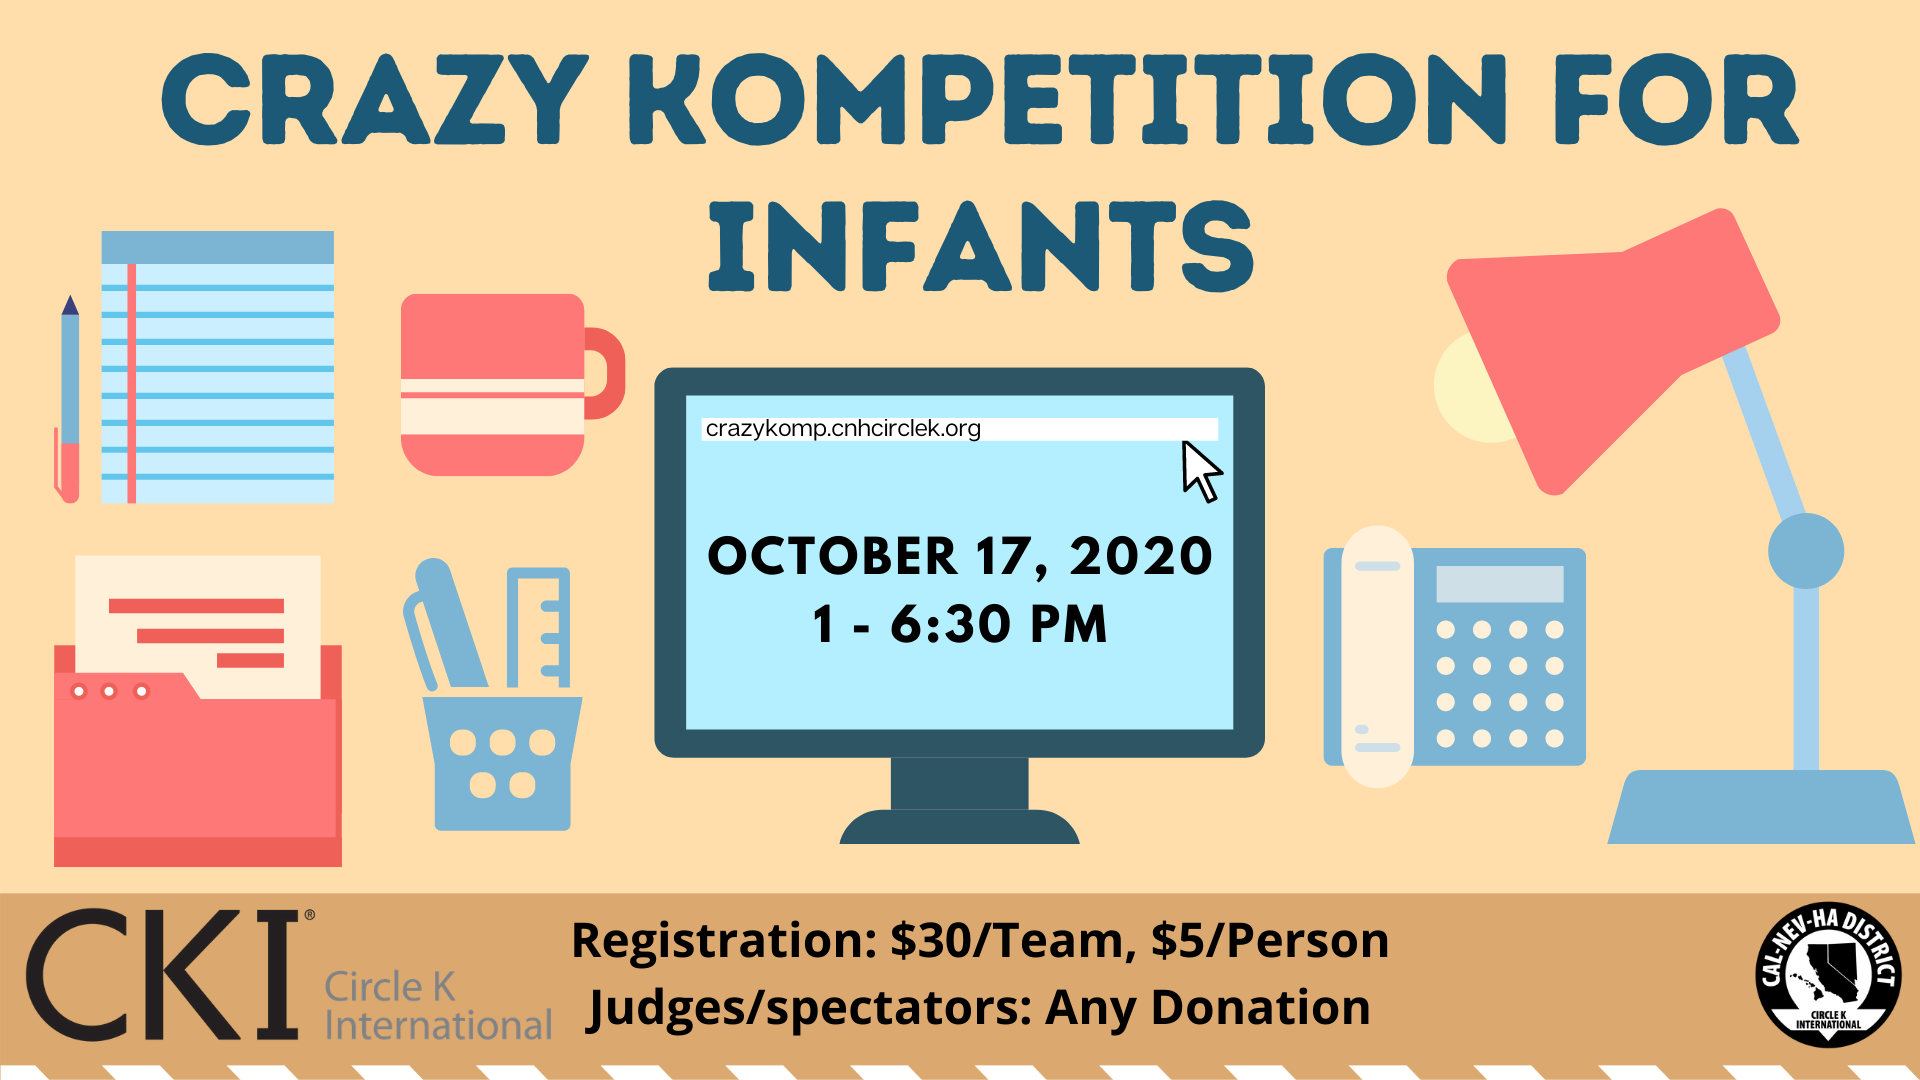 CRAZY KOMPETITION FOR
INFANTS
crazykomp.cnhcirclek.org
OCTOBER 17, 2020
1 - 6:30 PM
CKI®
Circle K
International
Registration: $30/Team, $5/Person
Judges/spectators: Any Donation
CAL-NEV-HA DISTRICT
CIRCLE K
INTERNATIONAL